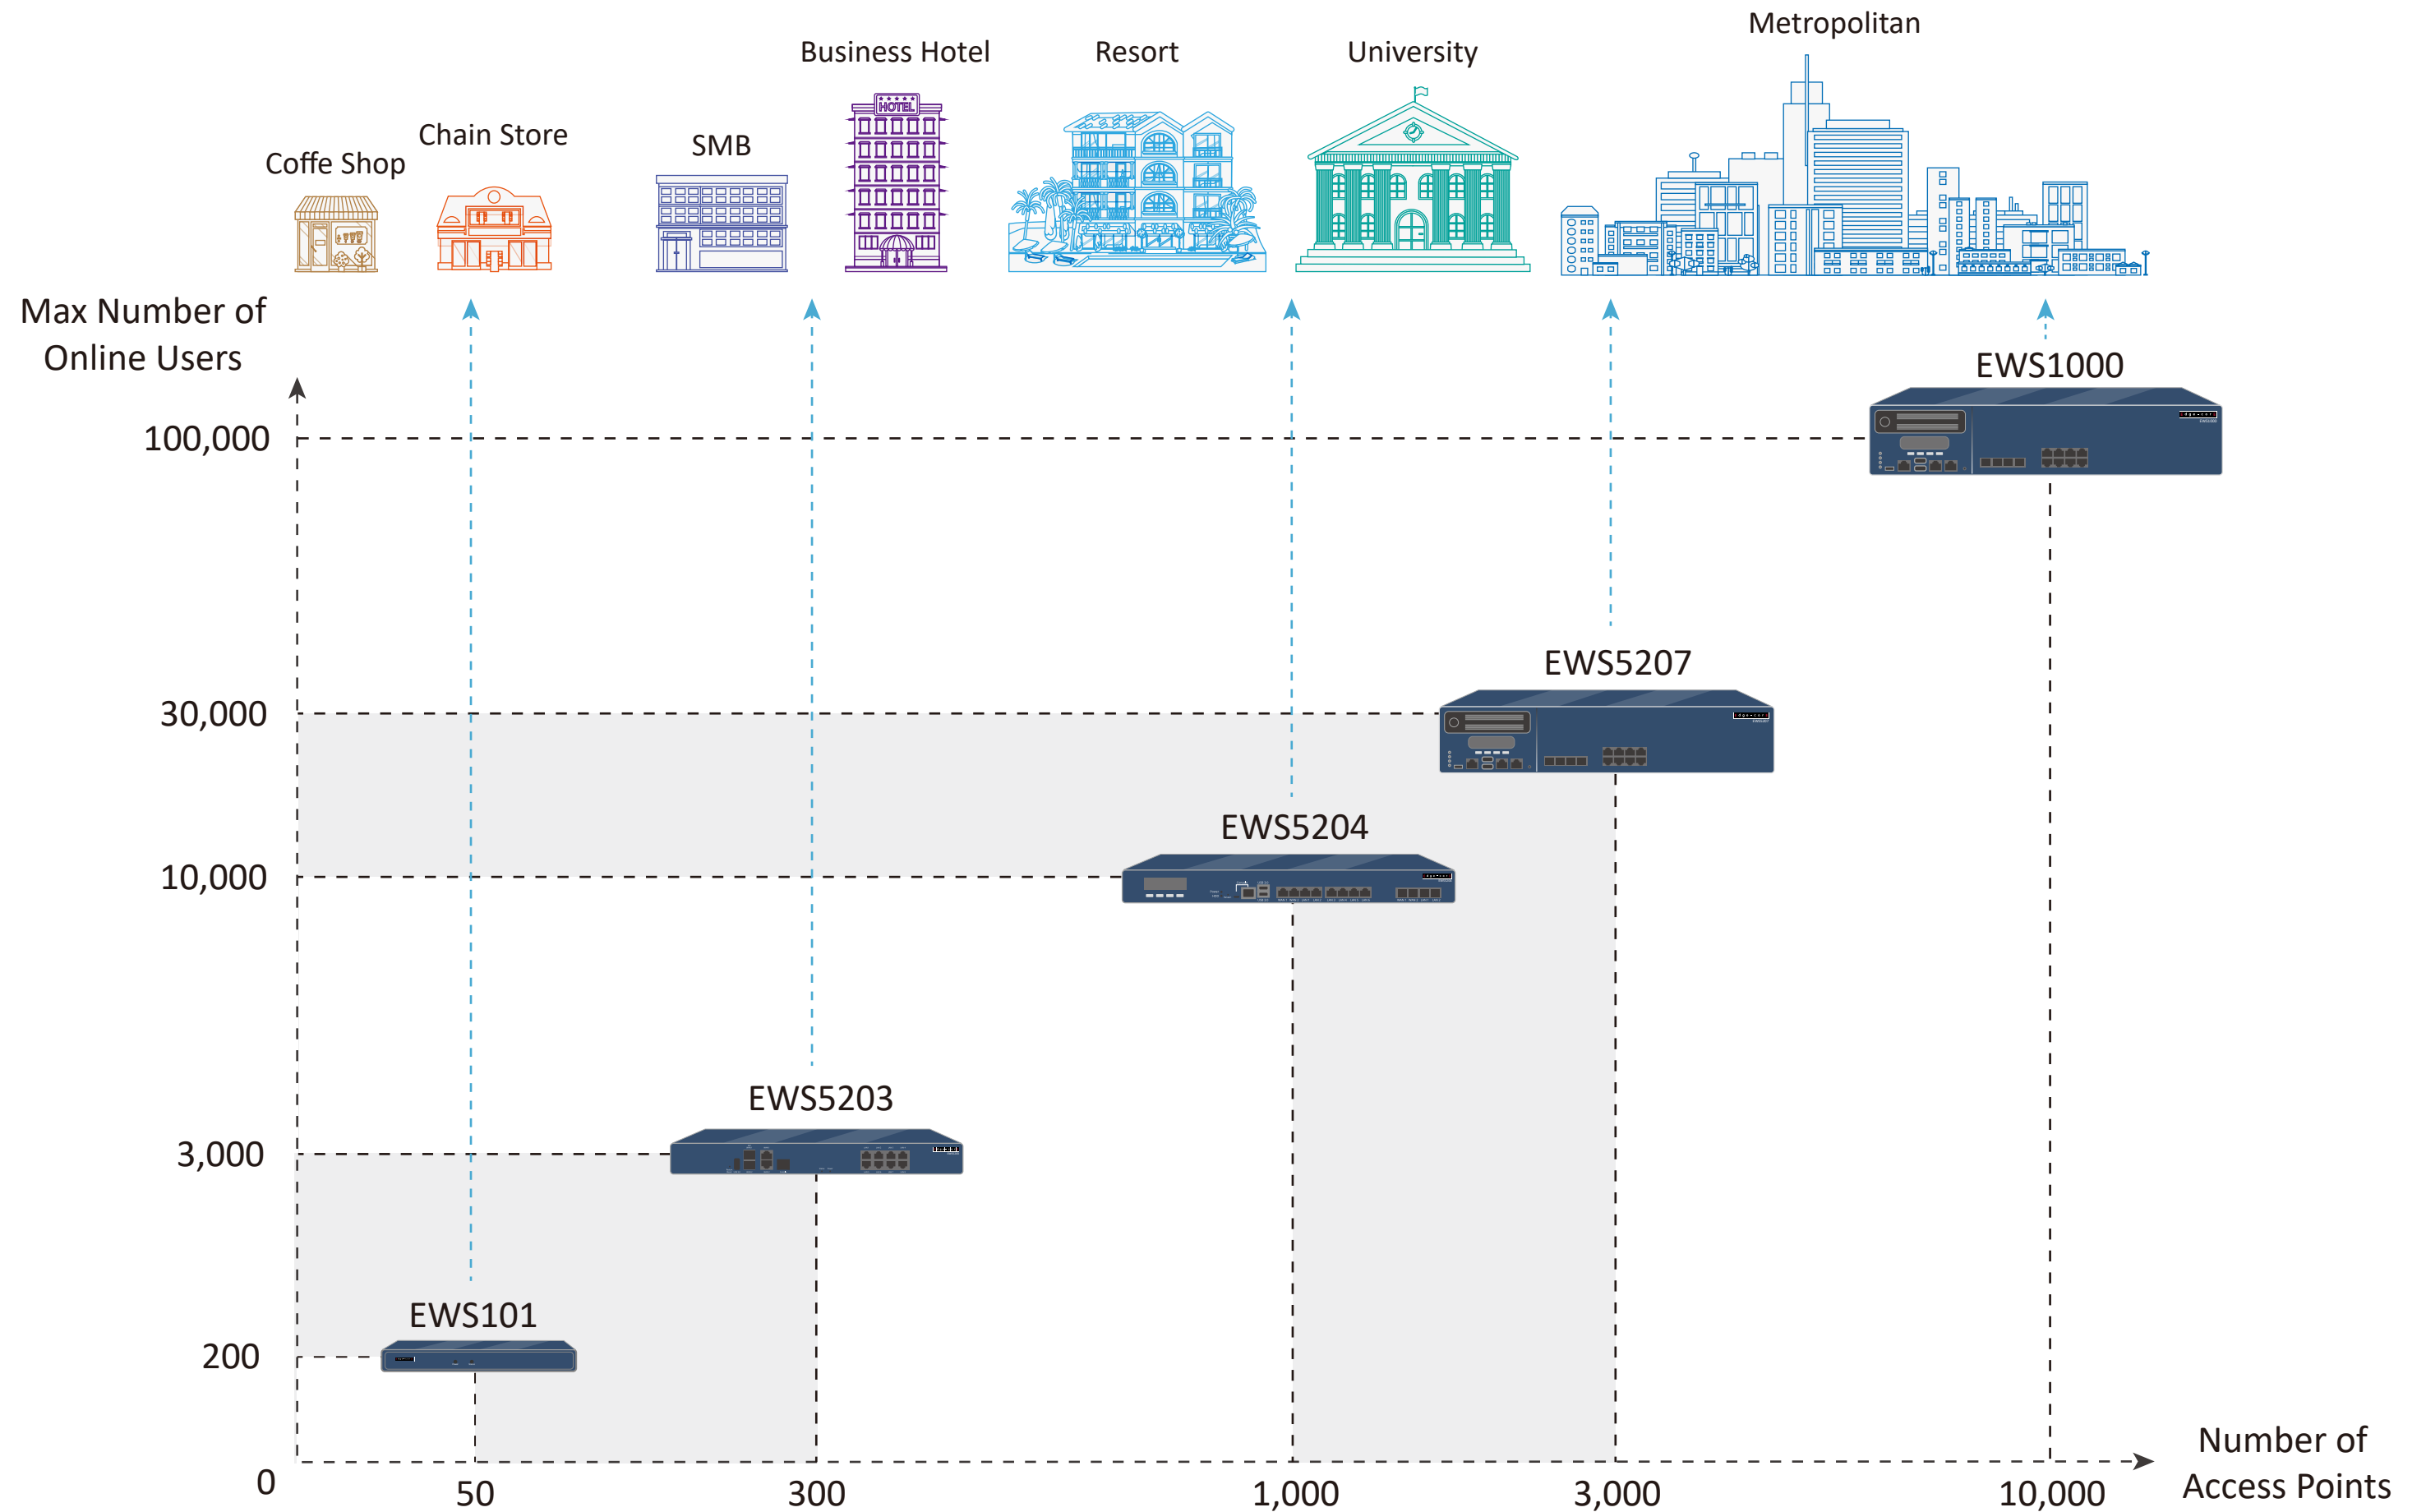 Metropolitan
Business Hotel
Resort
University
HOTEL
Chain Store
SMB
Coffe Shop
Max Number of
Online Users
EWS1000
100,000
EWS5207
30,000
EWS5204
10,000
EWS5203
3,000
EWS101
200
0
50
300
1,000
3,000
10,000
Number of
Access Points